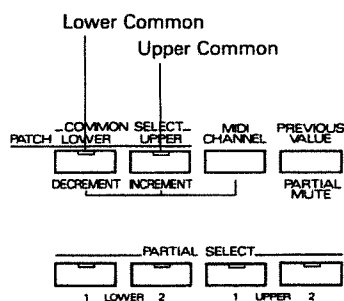 Lower Common
Upper Common
COMMON SELECT
PATCH LOWER UPPER
MIDI CHANNEL
PREVIOUS VALUE
DECREMENT INCREMENT
PARTIAL MUTE
PARTIAL SELECT
1 LOWER 2 1 UPPER 2